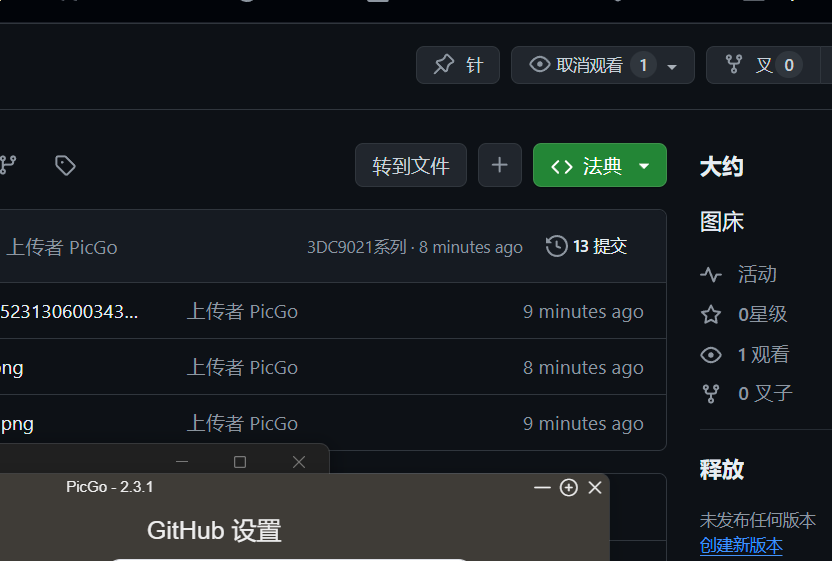 针
取消观看 1
叉 0
转到文件
法典
大约
图床
上传者 PicGo
3DC9021系列 · 8 minutes ago
13 提交
活动
523130600343...
上传者 PicGo
9 minutes ago
0星级
1 观看
ng
上传者 PicGo
8 minutes ago
0 叉子
png
上传者 PicGo
9 minutes ago
释放
PicGo - 2.3.1
GitHub 设置
未发布任何版本
创建新版本